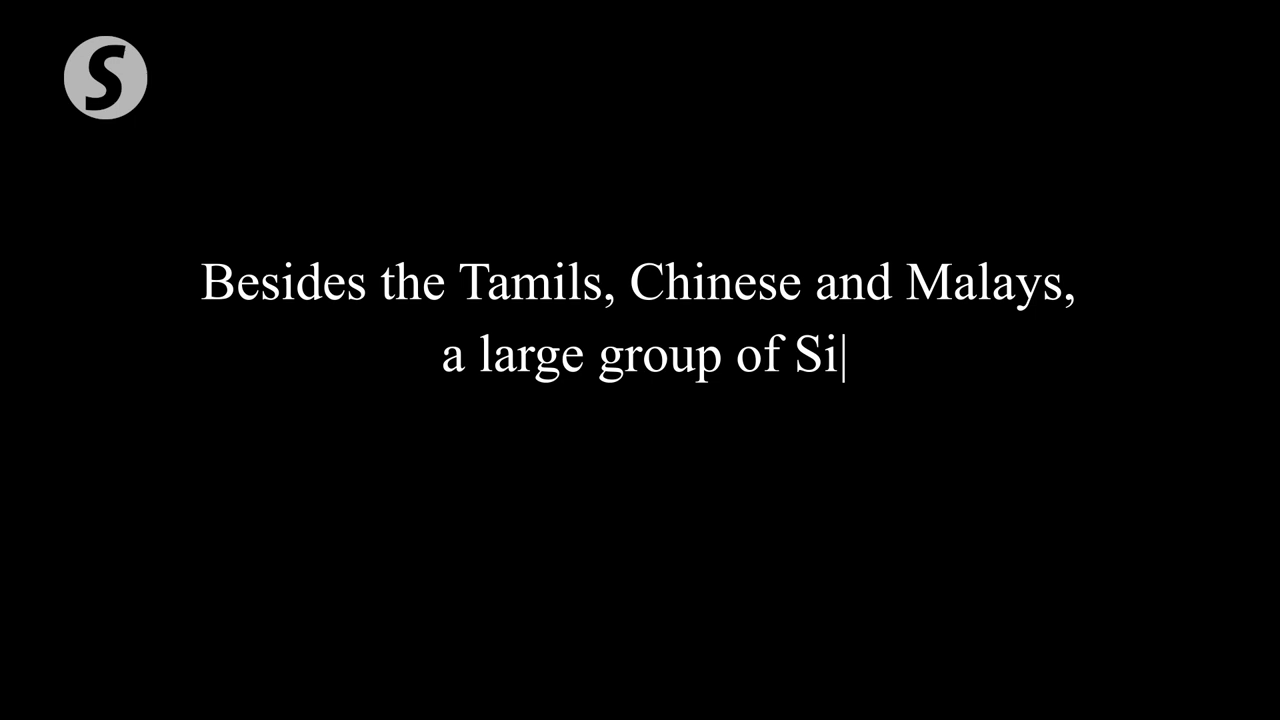 S
Besides the Tamils, Chinese and Malays,
a large group of Si|